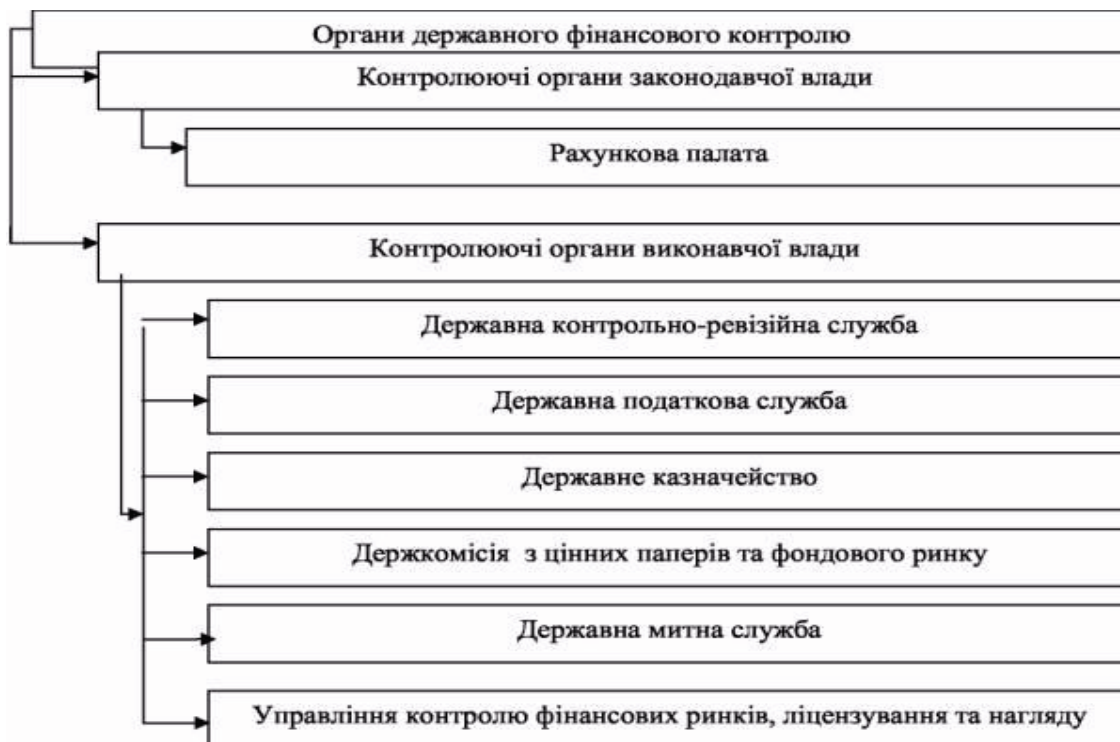 Органи державного фінансового контролю
Контролюючі органи законодавчої влади
Рахункова палата
Контролюючі органи виконавчої влади
Державна контрольно-ревізійна служба
Державна податкова служба
Державне казначейство
Держкомісія з цінних паперів та фондового ринку
Державна митна служба
Управління контролю фінансових ринків, ліцензування та нагляду